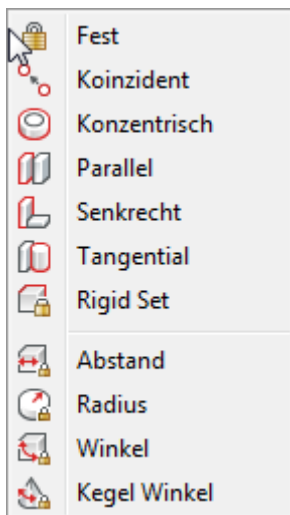 Fest
Koinzident
Konzentrisch
Parallel
Senkrecht
Tangential
Rigid Set
Abstand
Radius
Winkel
Kegel Winkel